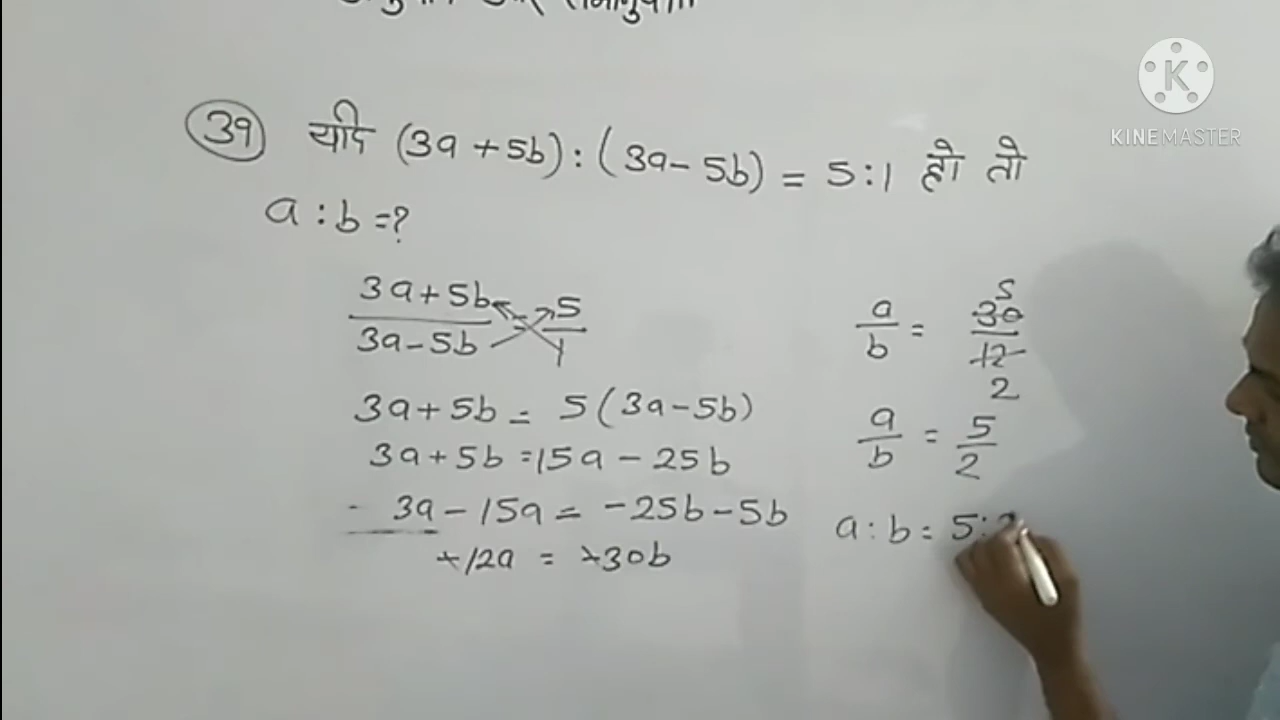 KINEMASTER
39 यदि (3a + 5b) : (3a - 5b) = 5 : 1 हो तो
a : b = ?
3a + 5b = 5
3a - 5b 1
3a + 5b = 5 (3a - 5b)
3a + 5b = 15a - 25b
3a - 15a = -25b - 5b
+12a = +30b
5
a = 30
b 12
2
a = 5
b 2
a : b = 5 :